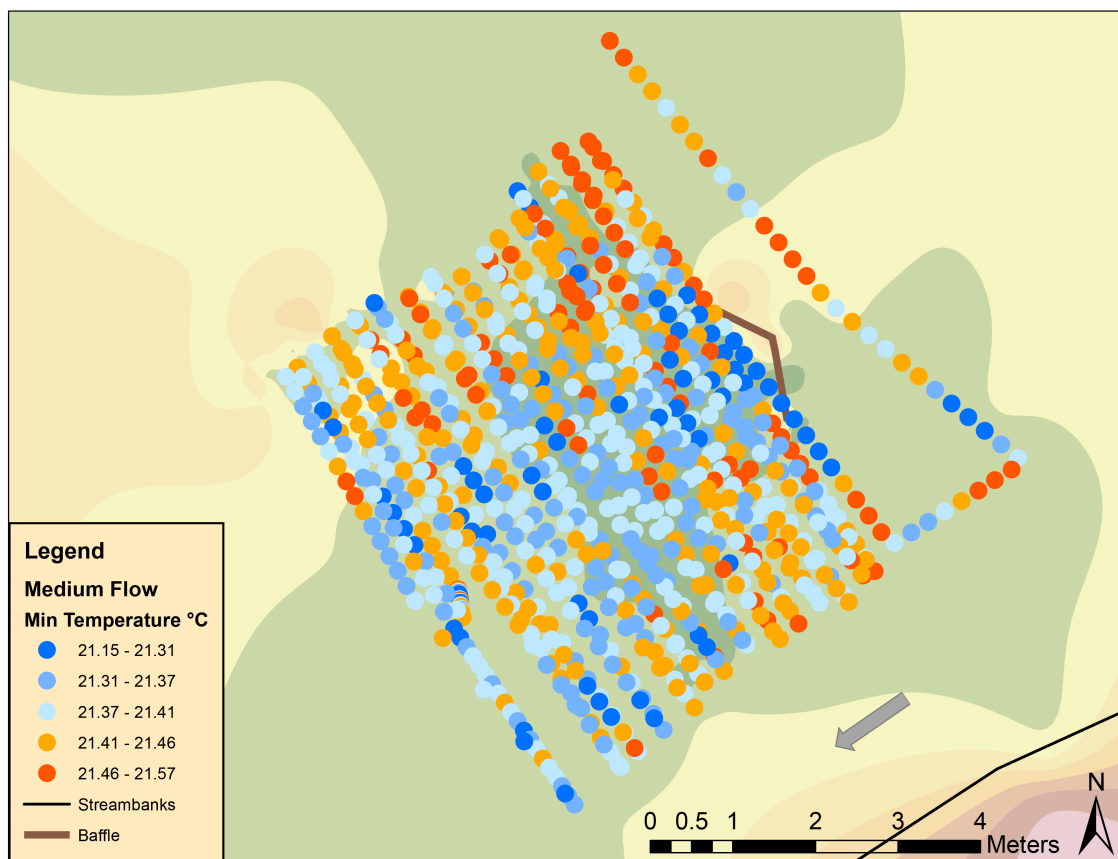 Legend
Medium Flow
Min Temperature °C
21.15 - 21.31
21.31 - 21.37
21.37 - 21.41
21.41 - 21.46
21.46 - 21.57
Streambanks
Baffle
0 0.5 1 2 3 4
Meters
N